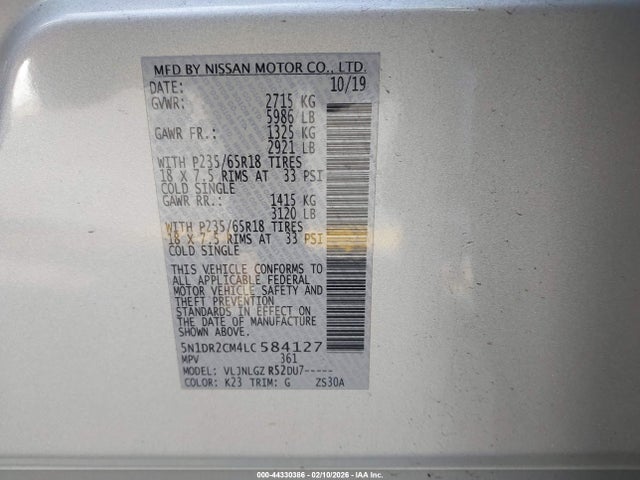 MFD BY NISSAN MOTOR CO., LTD.
DATE: 10/19
GVWR: 2715 KG
5986 LB
GAWR FR.: 1325 KG
2921 LB
WITH P235/65R18 TIRES
18 X 7.5 RIMS AT 33 PSI
COLD SINGLE
GAWR RR.: 1415 KG
3120 LB
WITH P235/65R18 TIRES
18 X 7.5 RIMS AT 33 PSI
COLD SINGLE
THIS VEHICLE CONFORMS TO
ALL APPLICABLE FEDERAL
MOTOR VEHICLE SAFETY AND
THEFT PREVENTION
STANDARDS IN EFFECT ON
THE DATE OF MANUFACTURE
SHOWN ABOVE.
5N1DR2CM4LC 584127
MPV 361
MODEL: VLJNLGZ R52DU7-----
COLOR: K23 TRIM: G ZS30A
000-44330386 - 02/10/2026 - IAA Inc.